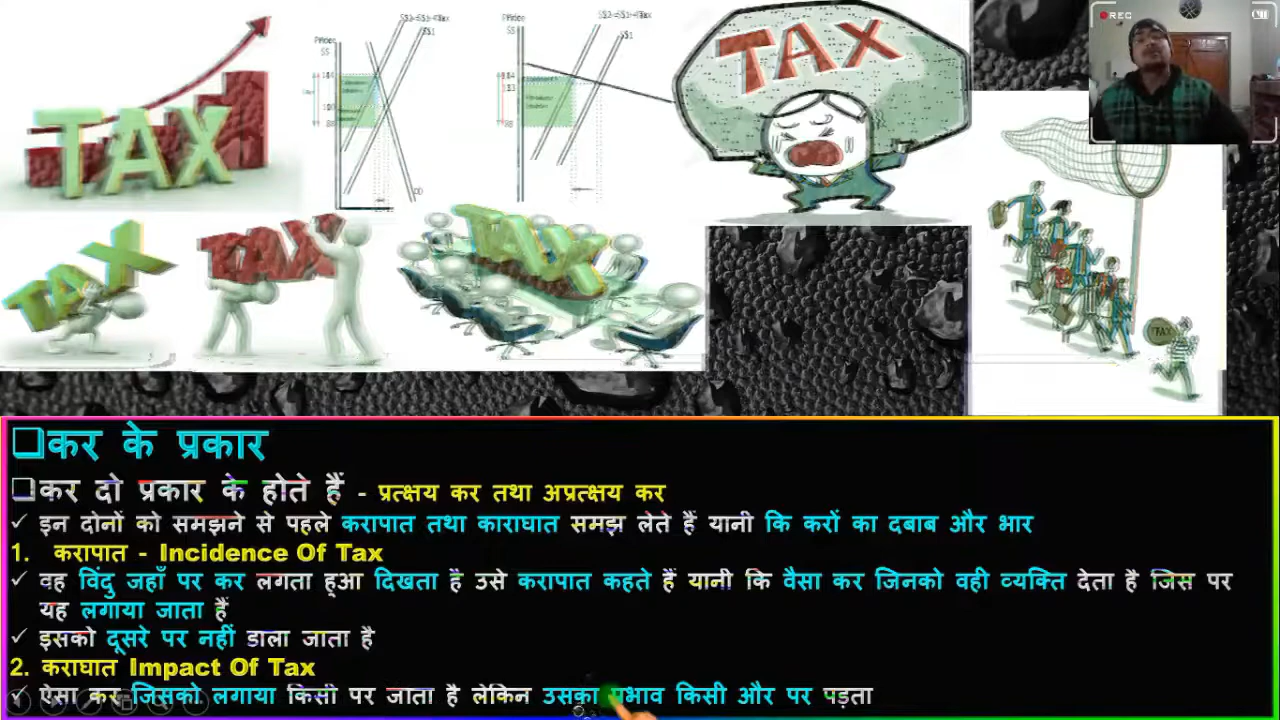 REC
TAX
TAX
TAX
TAX
TAX
TAX
S1
DD
❑कर के प्रकार
❑कर दो प्रकार के होते हैं - प्रत्क्षय कर तथा अप्रत्क्षय कर
✓ इन दोनों को समझने से पहले करापात तथा काराघात समझ लेते हैं यानी कि करों का दबाब और भार
1. करापात - Incidence Of Tax
✓ वह विंदु जहाँ पर कर लगता हुआ दिखता है उसे करापात कहते हैं यानी कि वैसा कर जिनको वही व्यक्ति देता है जिस पर
यह लगाया जाता हैं
✓ इसको दूसरे पर नहीं डाला जाता है
2. कराघात Impact Of Tax
✓ ऐसा कर जिसको लगाया किसी पर जाता है लेकिन उसका प्रभाव किसी और पर पड़ता